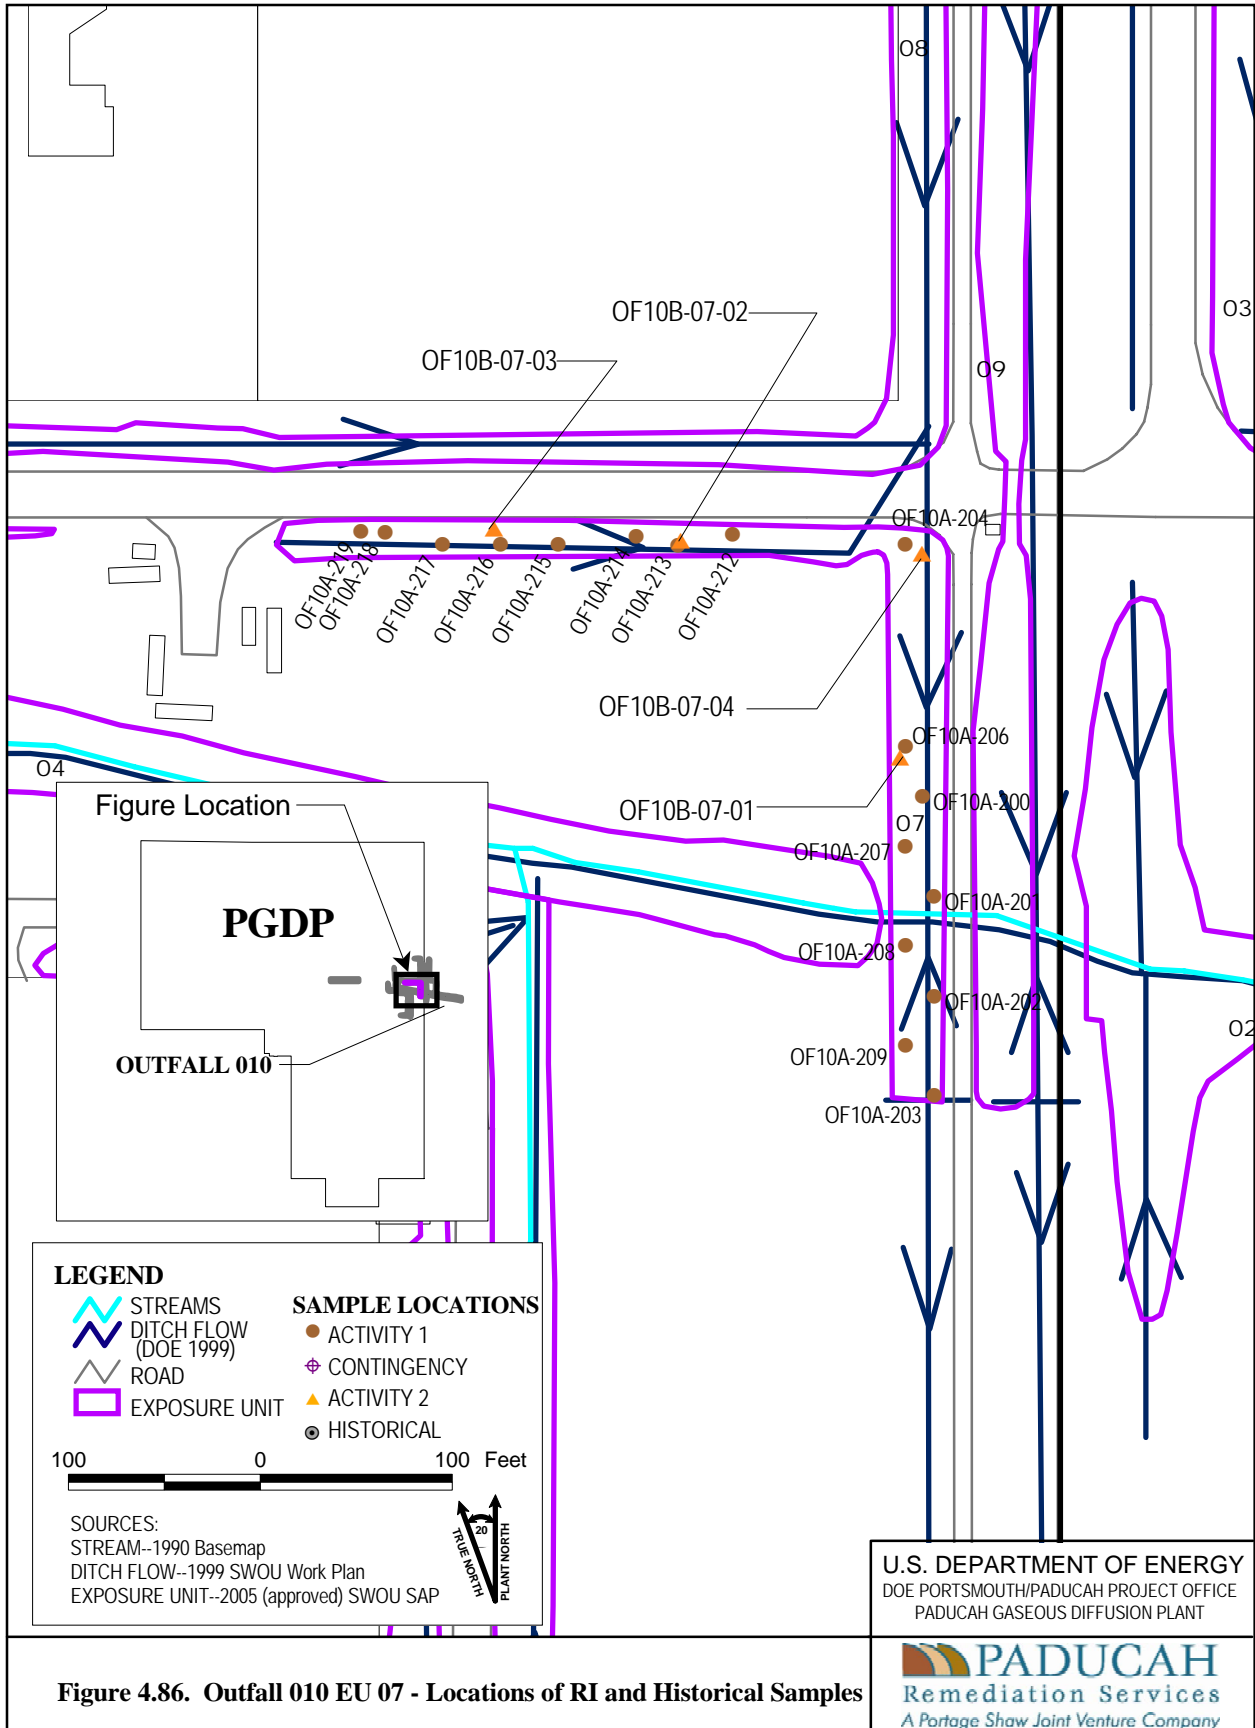 08
03
OF10B-07-02
OF10B-07-03
09
OF10A-204
OF10A-219
OF10A-218
OF10A-217
OF10A-216
OF10A-215
OF10A-214
OF10A-213
OF10A-212
OF10B-07-04
OF10A-206
04
OF10B-07-01
OF10A-200
07
OF10A-207
OF10A-201
OF10A-208
OF10A-202
02
OF10A-209
OF10A-203
Figure Location
PGDP
OUTFALL 010
LEGEND
STREAMS
DITCH FLOW
(DOE 1999)
ROAD
EXPOSURE UNIT
SAMPLE LOCATIONS
ACTIVITY 1
CONTINGENCY
ACTIVITY 2
HISTORICAL
100 0 100 Feet
SOURCES:
STREAM--1990 Basemap
DITCH FLOW--1999 SWOU Work Plan
EXPOSURE UNIT--2005 (approved) SWOU SAP
20
TRUE NORTH
PLANT NORTH
U.S. DEPARTMENT OF ENERGY
DOE PORTSMOUTH/PADUCAH PROJECT OFFICE
PADUCAH GASEOUS DIFFUSION PLANT
Figure 4.86. Outfall 010 EU 07 - Locations of RI and Historical Samples
PADUCAH
Remediation Services
A Portage Shaw Joint Venture Company